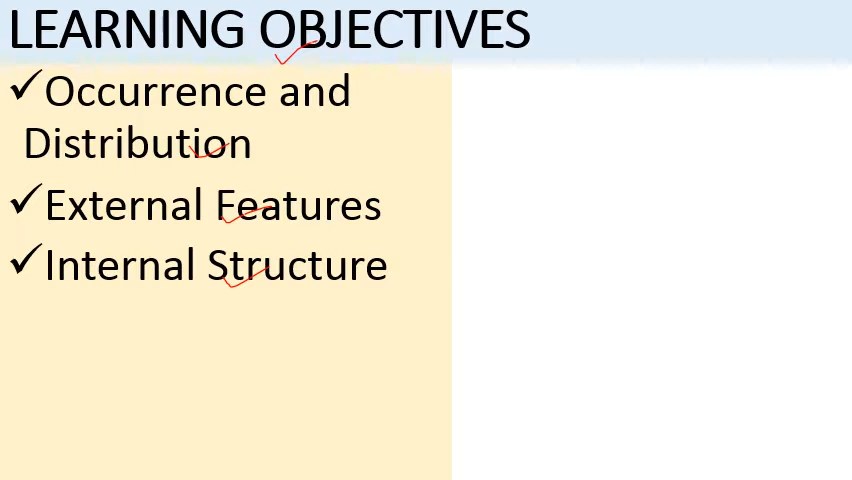 LEARNING OBJECTIVES
✓Occurrence and
Distribution
✓External Features
✓Internal Structure